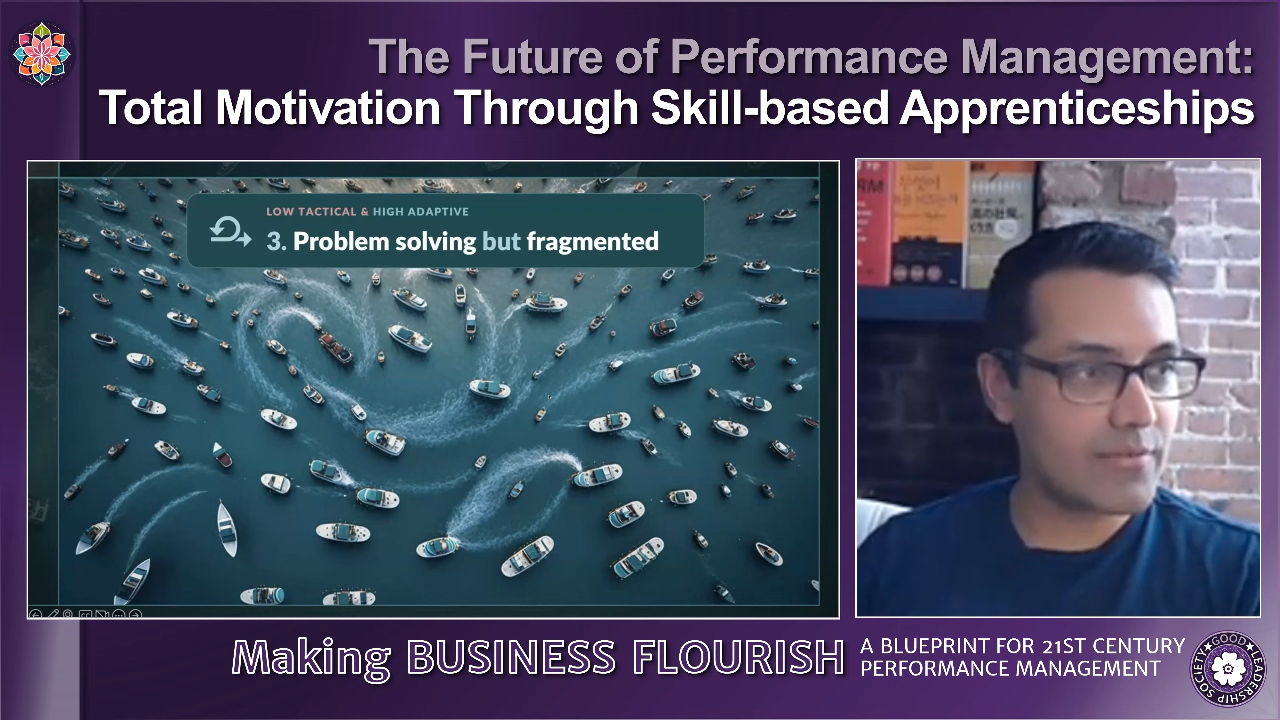 The Future of Performance Management:
Total Motivation Through Skill-based Apprenticeships
LOW TACTICAL & HIGH ADAPTIVE
3. Problem solving but fragmented
Making BUSINESS FLOURISH
A BLUEPRINT FOR 21ST CENTURY
PERFORMANCE MANAGEMENT
GOOD LEADERSHIP SOCIETY